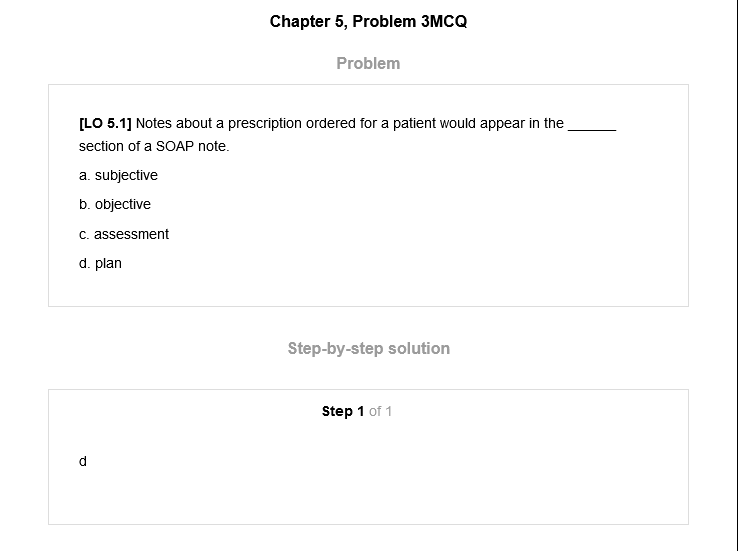 Chapter 5, Problem 3MCQ
Problem
[LO 5.1] Notes about a prescription ordered for a patient would appear in the ______
section of a SOAP note.
a. subjective
b. objective
c. assessment
d. plan
Step-by-step solution
Step 1 of 1
d